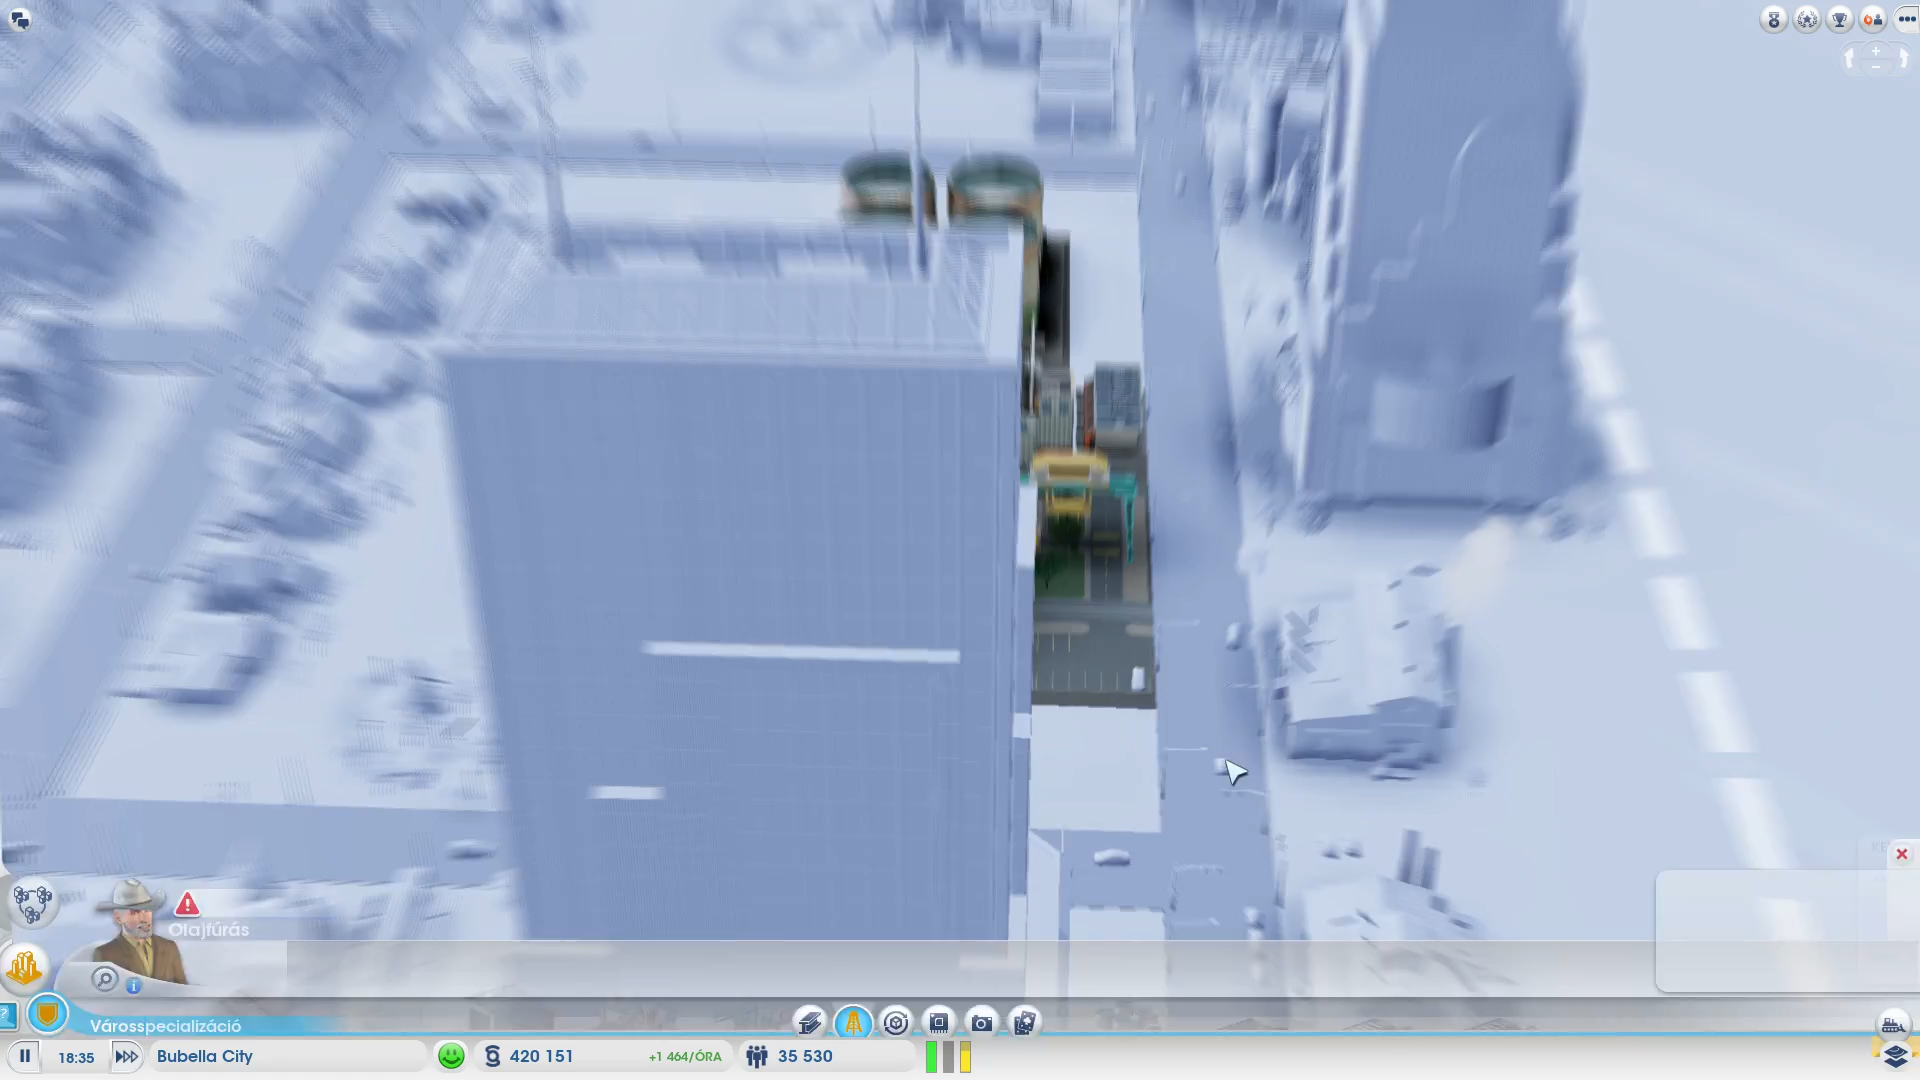 Olajfúrás
Városspecializáció
18:35
Bubella City
420 151
+1 464/ÓRA
35 530